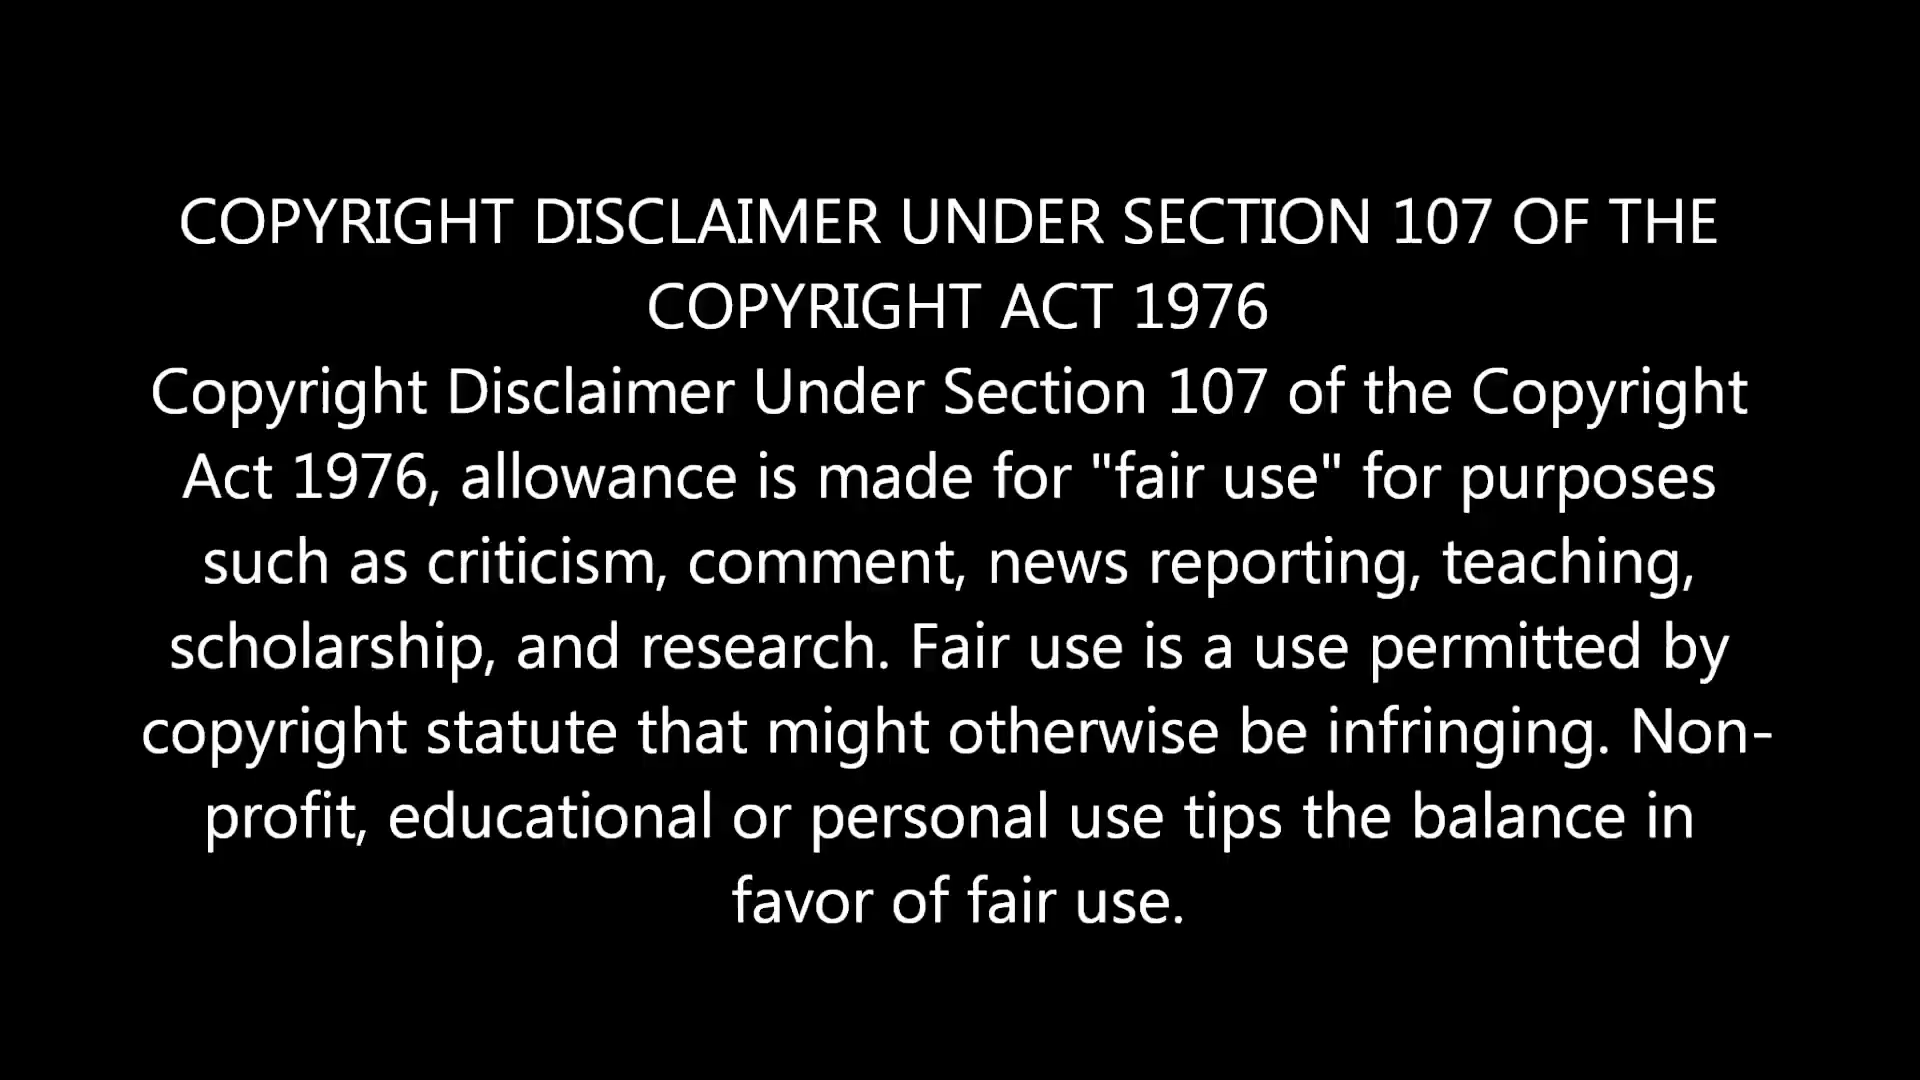 COPYRIGHT DISCLAIMER UNDER SECTION 107 OF THE
COPYRIGHT ACT 1976
Copyright Disclaimer Under Section 107 of the Copyright
Act 1976, allowance is made for "fair use" for purposes
such as criticism, comment, news reporting, teaching,
scholarship, and research. Fair use is a use permitted by
copyright statute that might otherwise be infringing. Non-
profit, educational or personal use tips the balance in
favor of fair use.